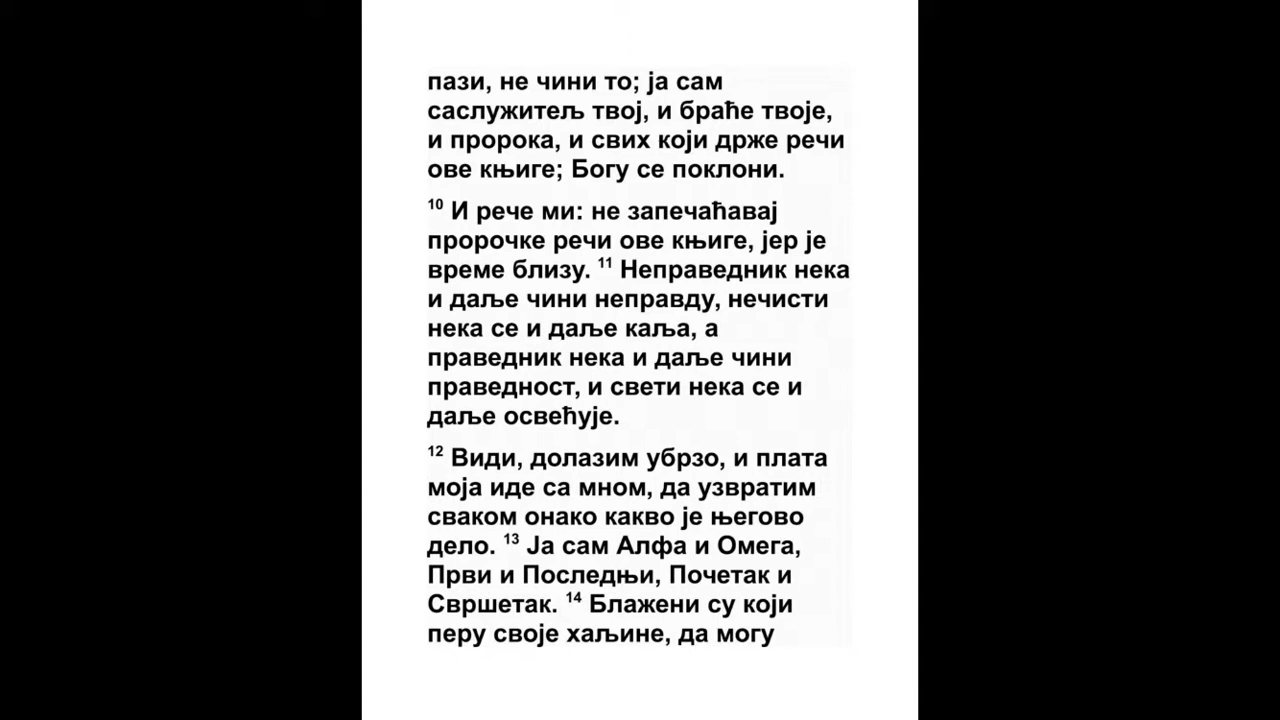 пази, не чини то; ја сам
саслужитељ твој, и браће твоје,
и пророка, и свих који држе речи
ове књиге; Богу се поклони.
10 И рече ми: не запечаћавај
пророчке речи ове књиге, јер је
време близу. 11 Неправедник нека
и даље чини неправду, нечисти
нека се и даље каља, а
праведник нека и даље чини
праведност, и свети нека се и
даље освећује.
12 Види, долазим убрзо, и плата
моја иде са мном, да узвратим
сваком онако какво је његово
дело. 13 Ја сам Алфа и Омега,
Први и Последњи, Почетак и
Свршетак. 14 Блажени су који
перу своје хаљине, да могу